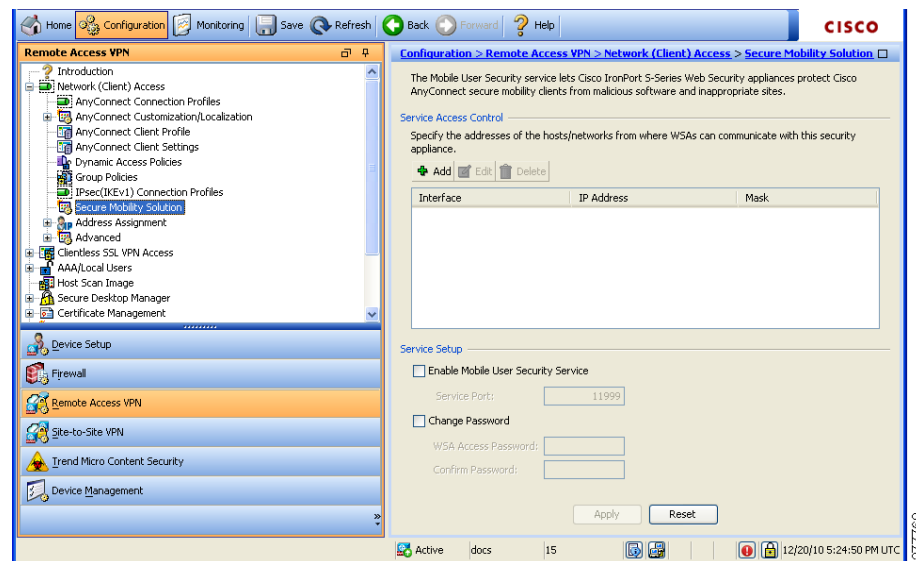 Home Configuration Monitoring Save Refresh Back Forward Help
CISCO
Remote Access VPN
Introduction
Network (Client) Access
AnyConnect Connection Profiles
AnyConnect Customization/Localization
AnyConnect Client Profile
AnyConnect Client Settings
Dynamic Access Policies
Group Policies
IPsec(IKEv1) Connection Profiles
Secure Mobility Solution
Address Assignment
Advanced
Clientless SSL VPN Access
AAA/Local Users
Host Scan Image
Secure Desktop Manager
Certificate Management
Device Setup
Firewall
Remote Access VPN
Site-to-Site VPN
Trend Micro Content Security
Device Management
Configuration > Remote Access VPN > Network (Client) Access > Secure Mobility Solution
The Mobile User Security service lets Cisco IronPort S-Series Web Security appliances protect Cisco
AnyConnect secure mobility clients from malicious software and inappropriate sites.
Service Access Control
Specify the addresses of the hosts/networks from where WSAs can communicate with this security
appliance.
Add Edit Delete
Interface IP Address Mask
Service Setup
Enable Mobile User Security Service
Service Port: 11999
Change Password
WSA Access Password:
Confirm Password:
Apply Reset
Active docs 15 12/20/10 5:24:50 PM UTC